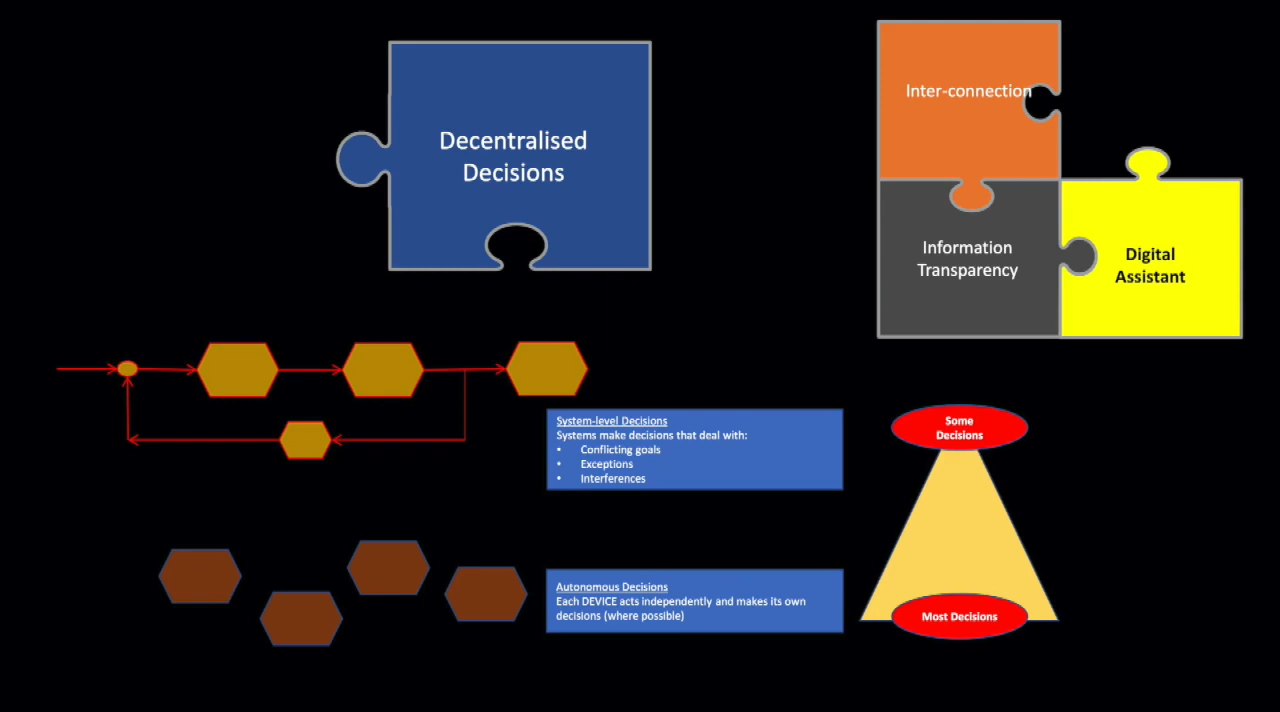 Decentralised
Decisions
Inter-connection
Information
Transparency
Digital
Assistant
System-level Decisions
Systems make decisions that deal with:
• Conflicting goals
• Exceptions
• Interferences
Some
Decisions
Autonomous Decisions
Each DEVICE acts independently and makes its own
decisions (where possible)
Most Decisions